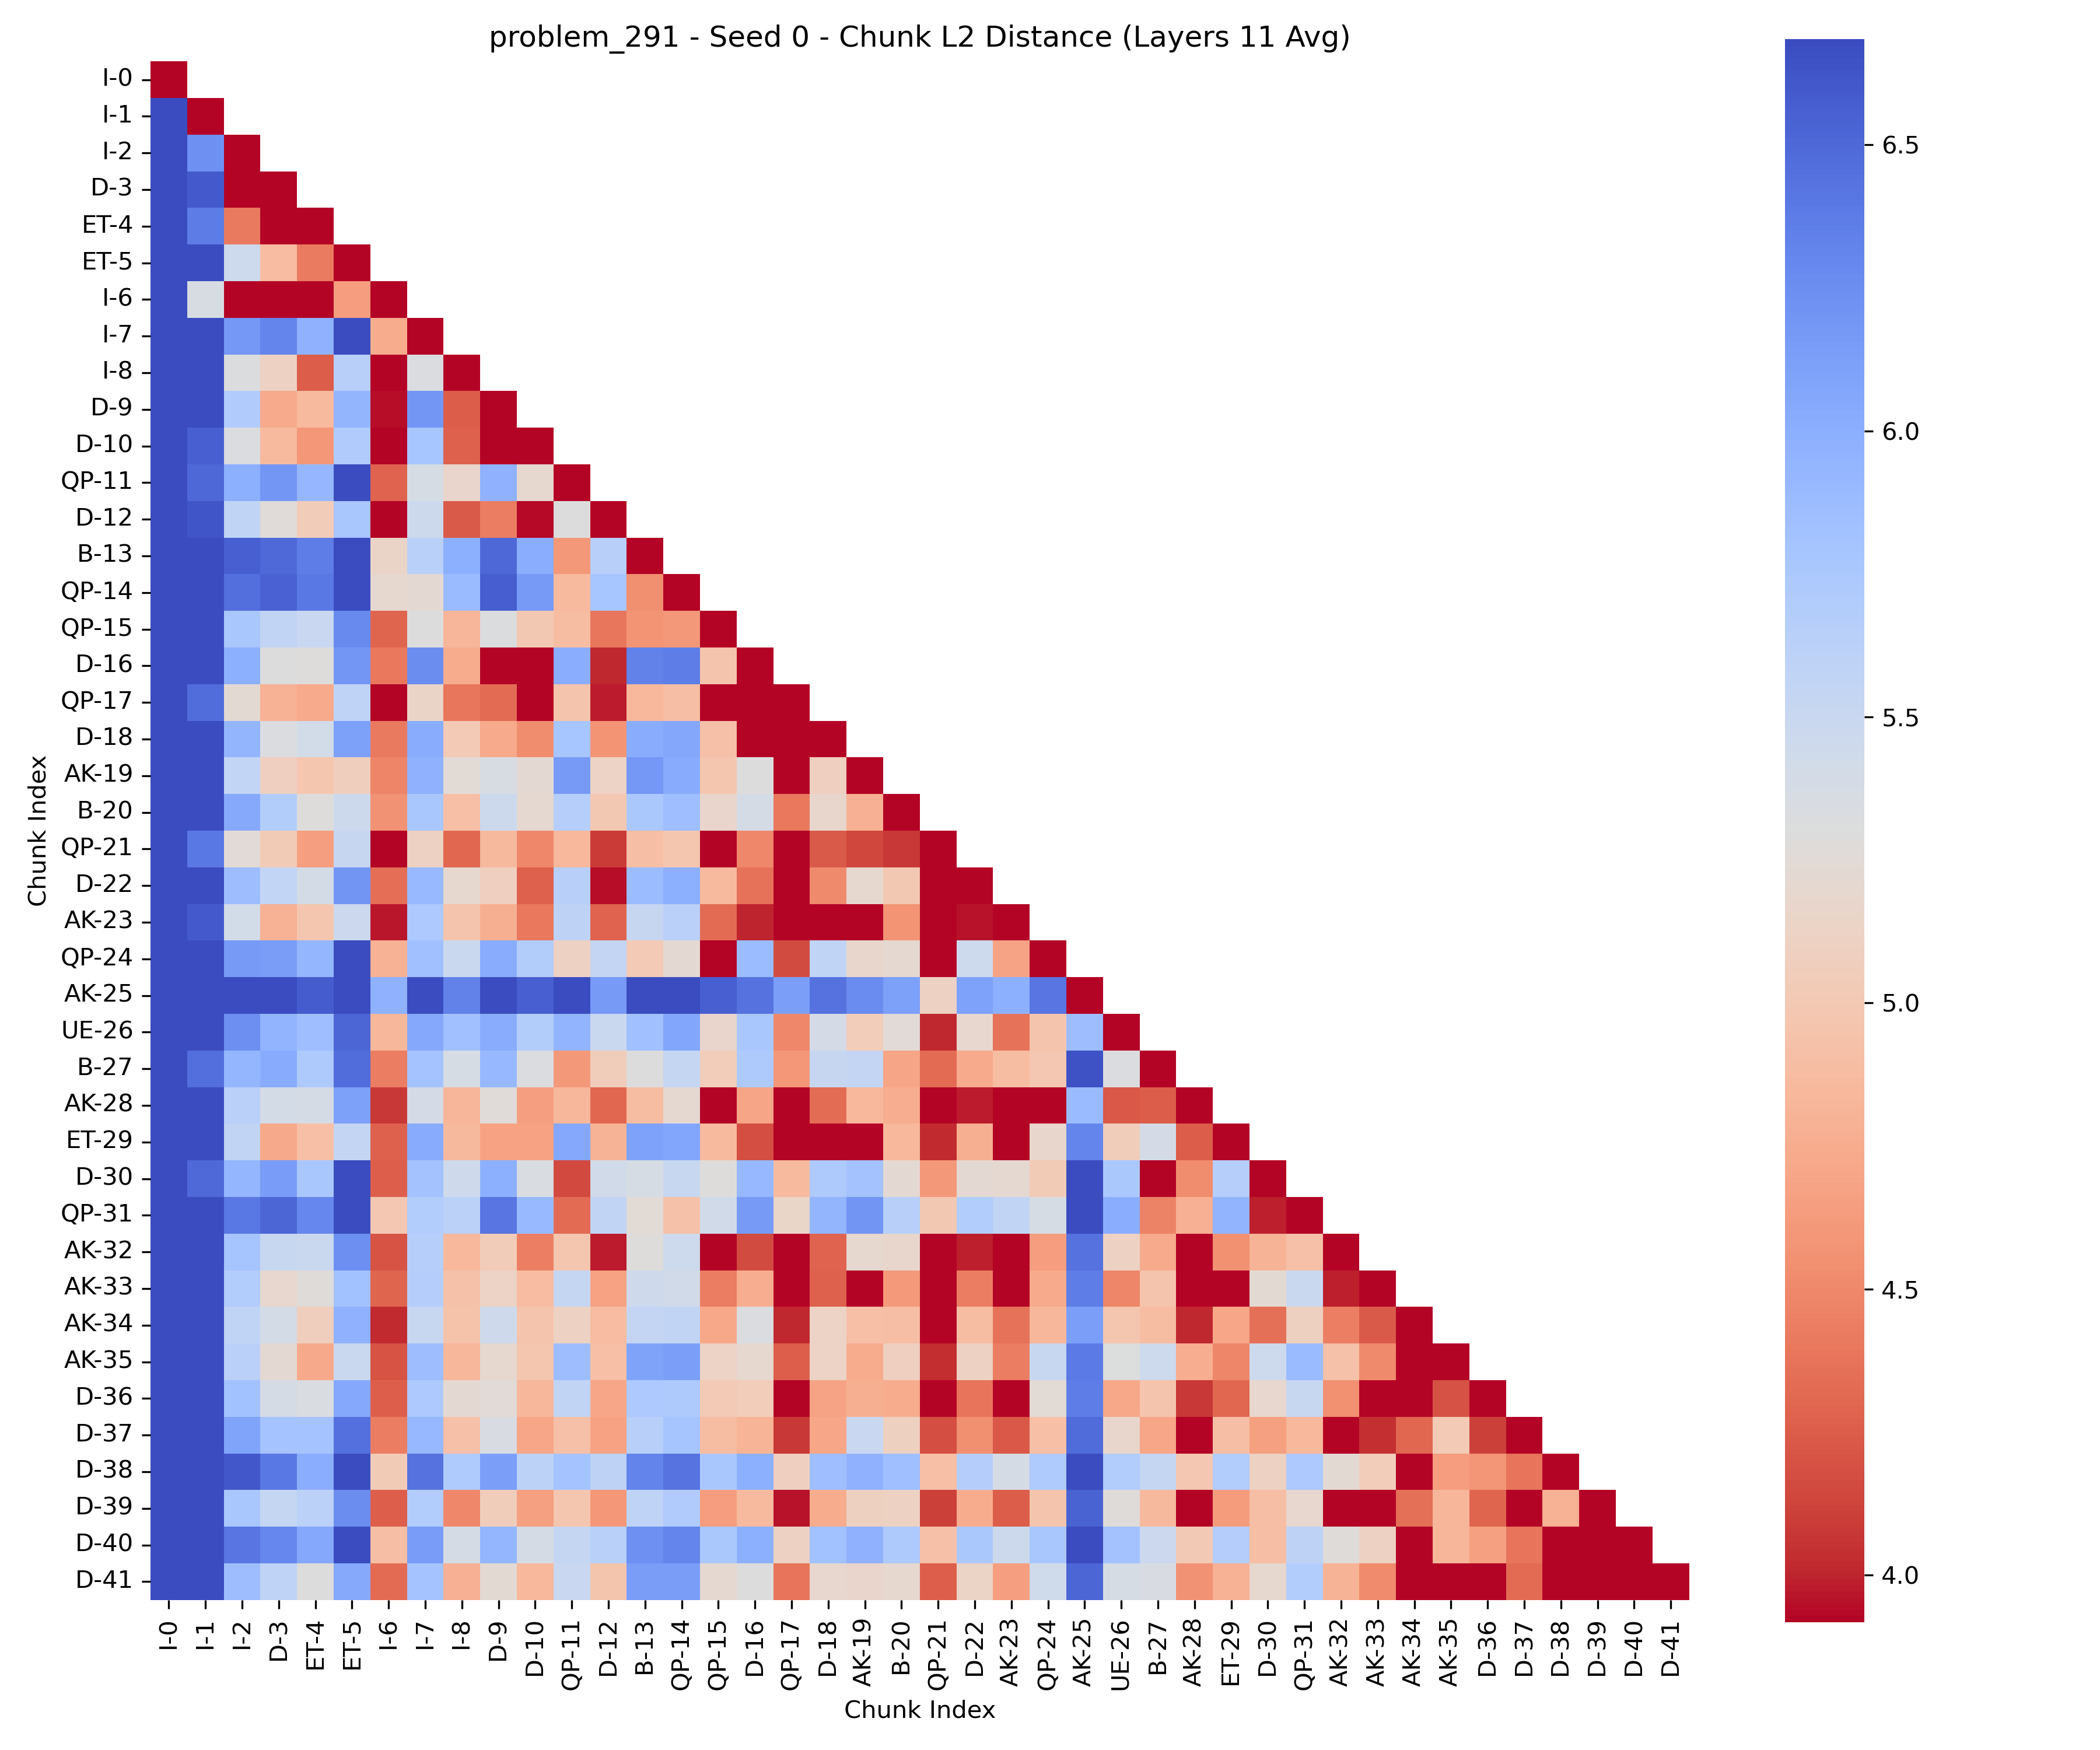 problem_291 - Seed 0 - Chunk L2 Distance (Layers 11 Avg)
I-0
I-1
I-2
D-3
ET-4
ET-5
I-6
I-7
I-8
D-9
D-10
QP-11
D-12
B-13
QP-14
QP-15
D-16
QP-17
D-18
AK-19
B-20
QP-21
D-22
AK-23
QP-24
AK-25
UE-26
B-27
AK-28
ET-29
D-30
QP-31
AK-32
AK-33
AK-34
AK-35
D-36
D-37
D-38
D-39
D-40
D-41
Chunk Index
I-0 I-1 I-2 D-3 ET-4 ET-5 I-6 I-7 I-8 D-9 D-10 QP-11 D-12 B-13 QP-14 QP-15 D-16 QP-17 D-18 AK-19 B-20 QP-21 D-22 AK-23 QP-24 AK-25 UE-26 B-27 AK-28 ET-29 D-30 QP-31 AK-32 AK-33 AK-34 AK-35 D-36 D-37 D-38 D-39 D-40 D-41
Chunk Index
6.5
6.0
5.5
5.0
4.5
4.0